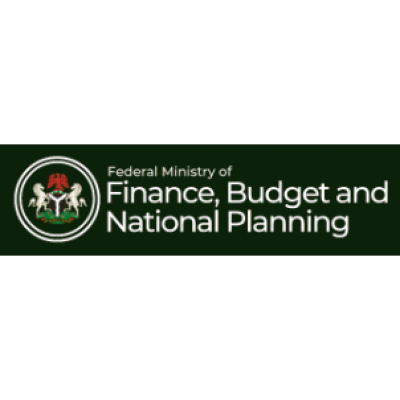 Federal Ministry of
Finance, Budget and
National Planning